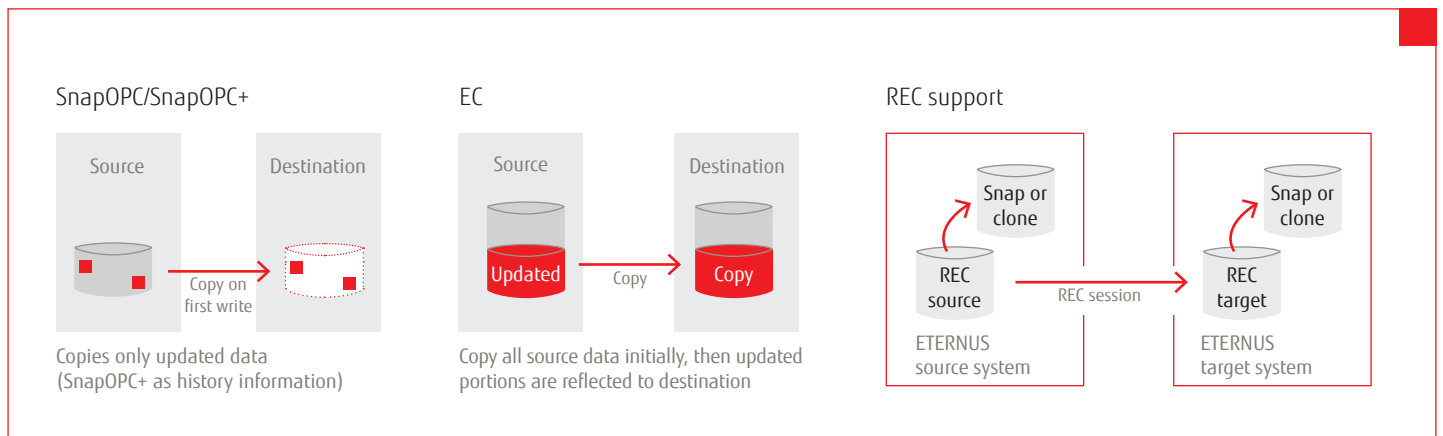 SnapOPC/SnapOPC+
Source
Destination
Copy on
first write
Copies only updated data
(SnapOPC+ as history information)
EC
Source
Destination
Updated
Copy
Copy
Copy all source data initially, then updated
portions are reflected to destination
REC support
Snap or
clone
REC
source
REC session
ETERNUS
source system
Snap or
clone
REC
target
ETERNUS
target system